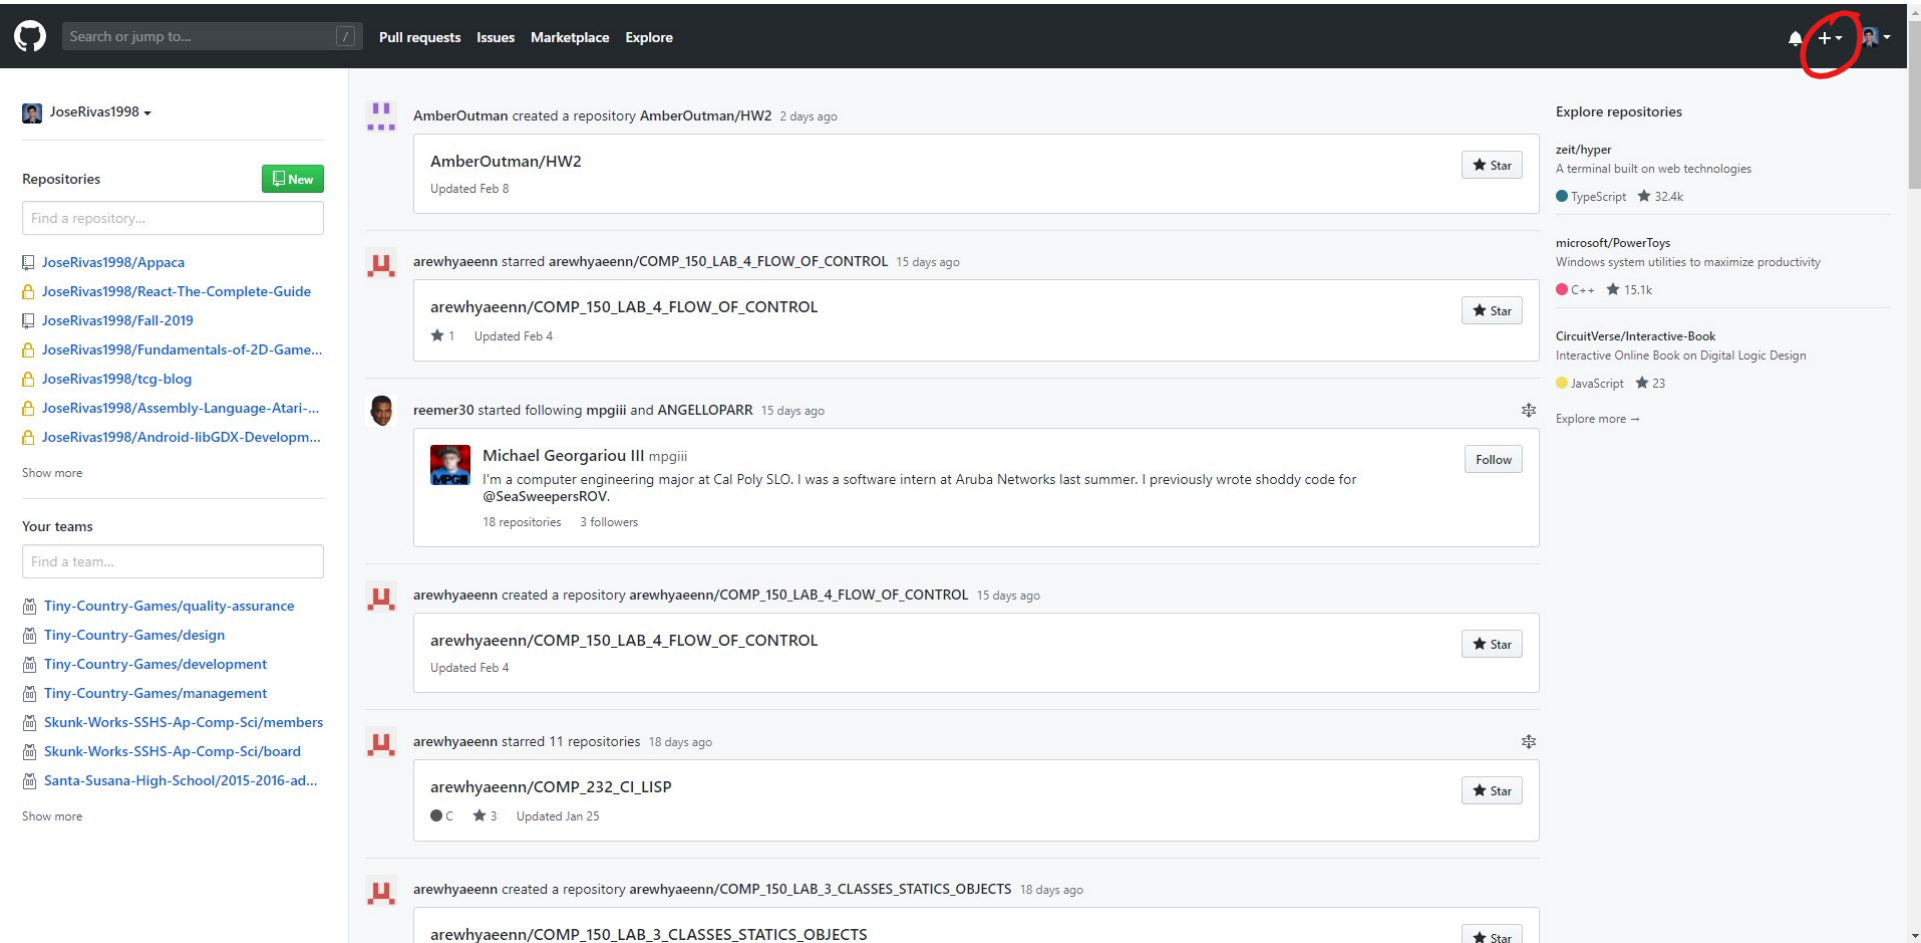 Search or jump to... /
Pull requests Issues Marketplace Explore
JoseRivas1998
Repositories
New
Find a repository...
JoseRivas1998/Appaca
JoseRivas1998/React-The-Complete-Guide
JoseRivas1998/Fall-2019
JoseRivas1998/Fundamentals-of-2D-Game...
JoseRivas1998/tcg-blog
JoseRivas1998/Assembly-Language-Atari-...
JoseRivas1998/Android-libGDX-Developm...
Show more
Your teams
Find a team...
Tiny-Country-Games/quality-assurance
Tiny-Country-Games/design
Tiny-Country-Games/development
Tiny-Country-Games/management
Skunk-Works-SSHS-Ap-Comp-Sci/members
Skunk-Works-SSHS-Ap-Comp-Sci/board
Santa-Susana-High-School/2015-2016-ad...
Show more
AmberOutman created a repository AmberOutman/HW2 2 days ago
AmberOutman/HW2
Star
Updated Feb 8
arewhyaeenn starred arewhyaeenn/COMP_150_LAB_4_FLOW_OF_CONTROL 15 days ago
arewhyaeenn/COMP_150_LAB_4_FLOW_OF_CONTROL
Star
1 Updated Feb 4
reemer30 started following mpgiii and ANGELLOPARR 15 days ago
MPGIII
Michael Georgariou III mpgiii
Follow
I'm a computer engineering major at Cal Poly SLO. I was a software intern at Aruba Networks last summer. I previously wrote shoddy code for
@SeaSweepersROV.
18 repositories 3 followers
arewhyaeenn created a repository arewhyaeenn/COMP_150_LAB_4_FLOW_OF_CONTROL 15 days ago
arewhyaeenn/COMP_150_LAB_4_FLOW_OF_CONTROL
Star
Updated Feb 4
arewhyaeenn starred 11 repositories 18 days ago
arewhyaeenn/COMP_232_CI_LISP
Star
C 3 Updated Jan 25
arewhyaeenn created a repository arewhyaeenn/COMP_150_LAB_3_CLASSES_STATICS_OBJECTS 18 days ago
arewhyaeenn/COMP_150_LAB_3_CLASSES_STATICS_OBJECTS
Star
Explore repositories
zeit/hyper
A terminal built on web technologies
TypeScript 32.4k
microsoft/PowerToys
Windows system utilities to maximize productivity
C++ 15.1k
CircuitVerse/Interactive-Book
Interactive Online Book on Digital Logic Design
JavaScript 23
Explore more →